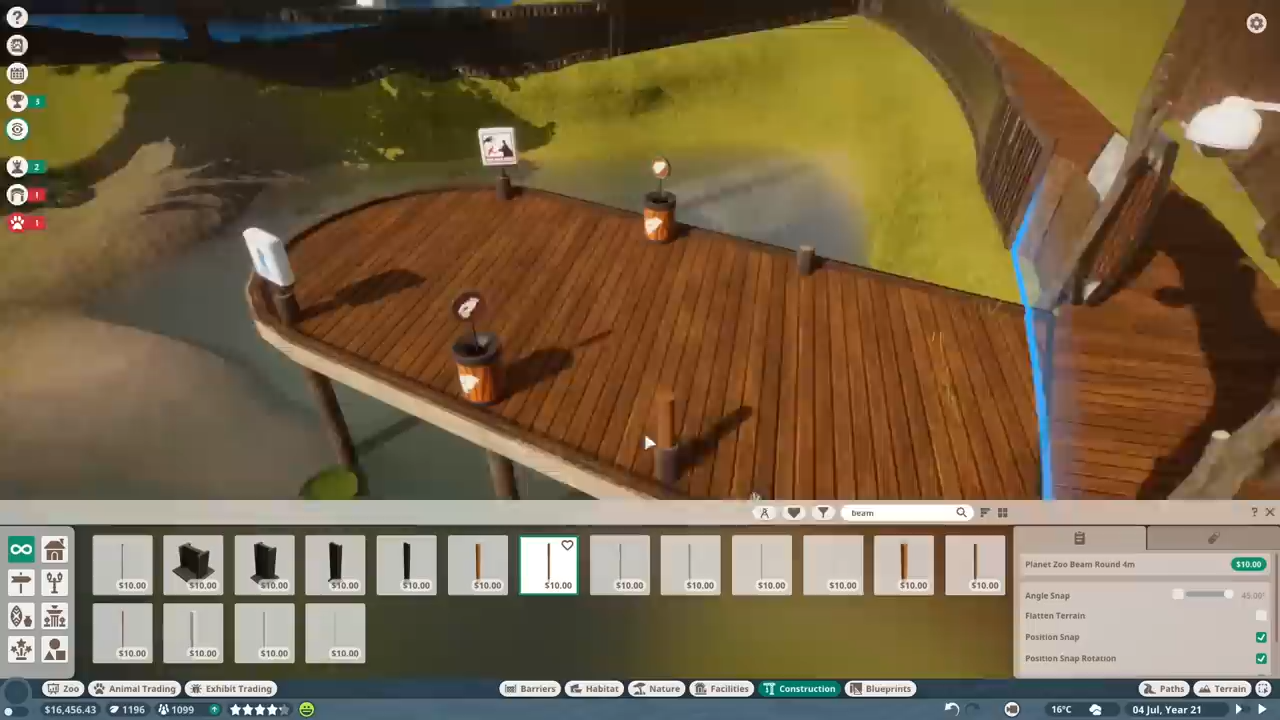 ?
3
2
1
1
beam
?
$10.00 $10.00 $10.00 $10.00 $10.00 $10.00 $10.00 $10.00 $10.00 $10.00 $10.00 $10.00 $10.00
$10.00 $10.00 $10.00 $10.00
Planet Zoo Beam Round 4m $10.00
Angle Snap 45.00°
Flatten Terrain
Position Snap
Position Snap Rotation
Zoo Animal Trading Exhibit Trading Barriers Habitat Nature Facilities Construction Blueprints Paths Terrain
$16,456.43 1196 1099 16°C 04 Jul, Year 21